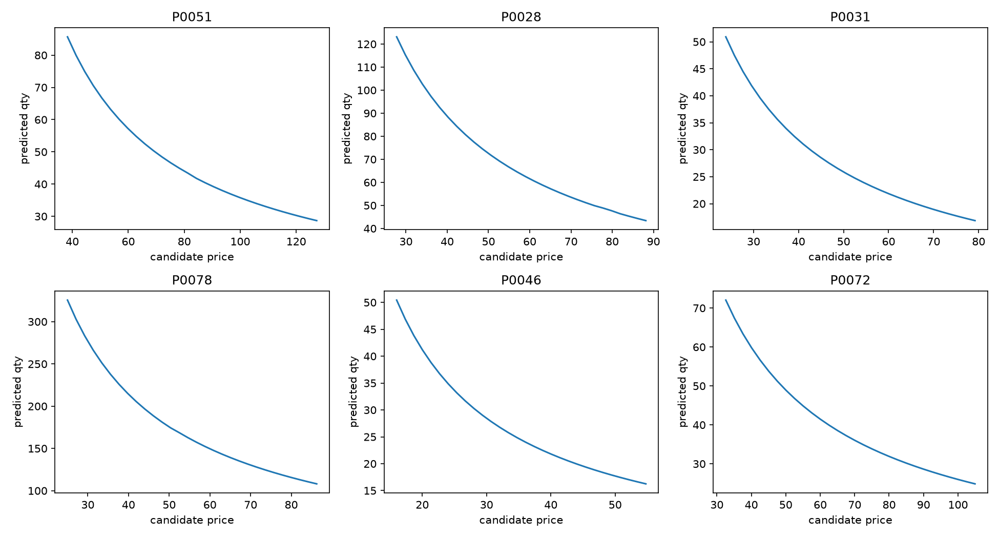 P0051
80
70
60
50
40
30
predicted qty
40 60 80 100 120
candidate price
P0028
120
110
100
90
80
70
60
50
40
predicted qty
30 40 50 60 70 80 90
candidate price
P0031
50
45
40
35
30
25
20
predicted qty
30 40 50 60 70 80
candidate price
P0078
300
250
200
150
100
predicted qty
30 40 50 60 70 80
candidate price
P0046
50
45
40
35
30
25
20
15
predicted qty
20 30 40 50
candidate price
P0072
70
60
50
40
30
predicted qty
30 40 50 60 70 80 90 100
candidate price